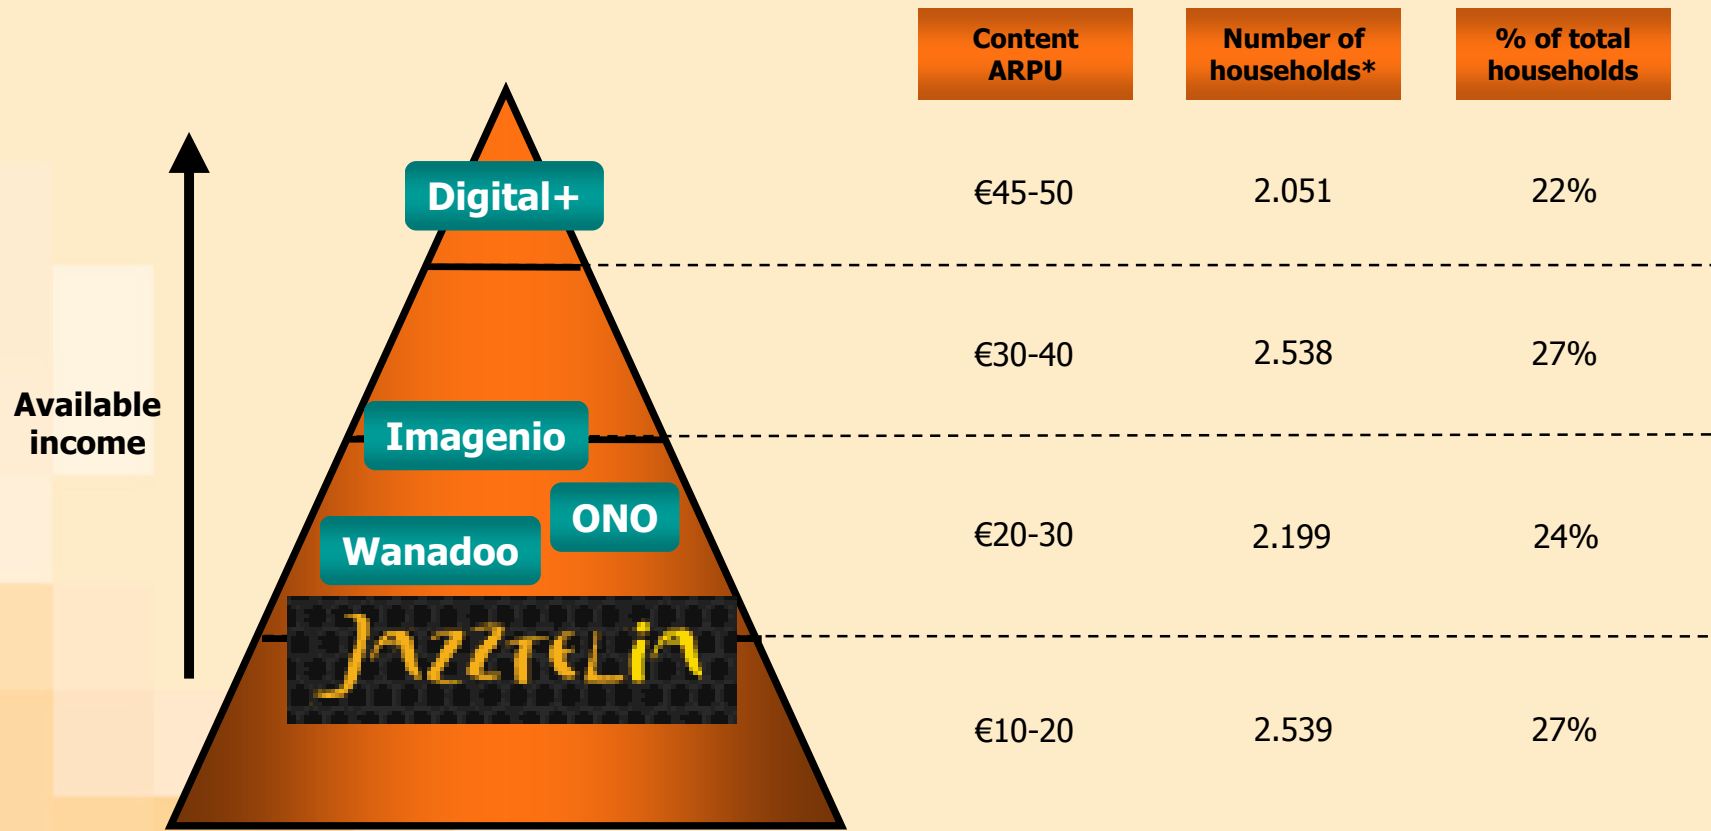 Content
ARPU
Number of
households*
% of total
households
Digital+
€45-50
2.051
22%
€30-40
2.538
27%
Available
income
Imagenio
ONO
Wanadoo
€20-30
2.199
24%
JAZZTELin
€10-20
2.539
27%